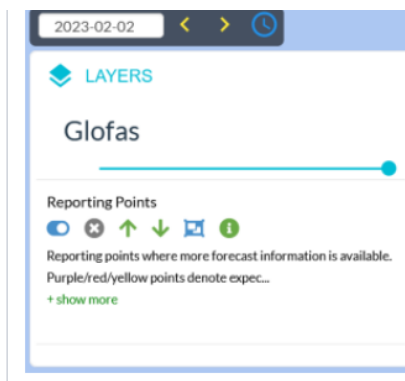 2023-02-02
LAYERS
Glofas
Reporting Points
Reporting points where more forecast information is available.
Purple/red/yellow points denote expec...
+ show more